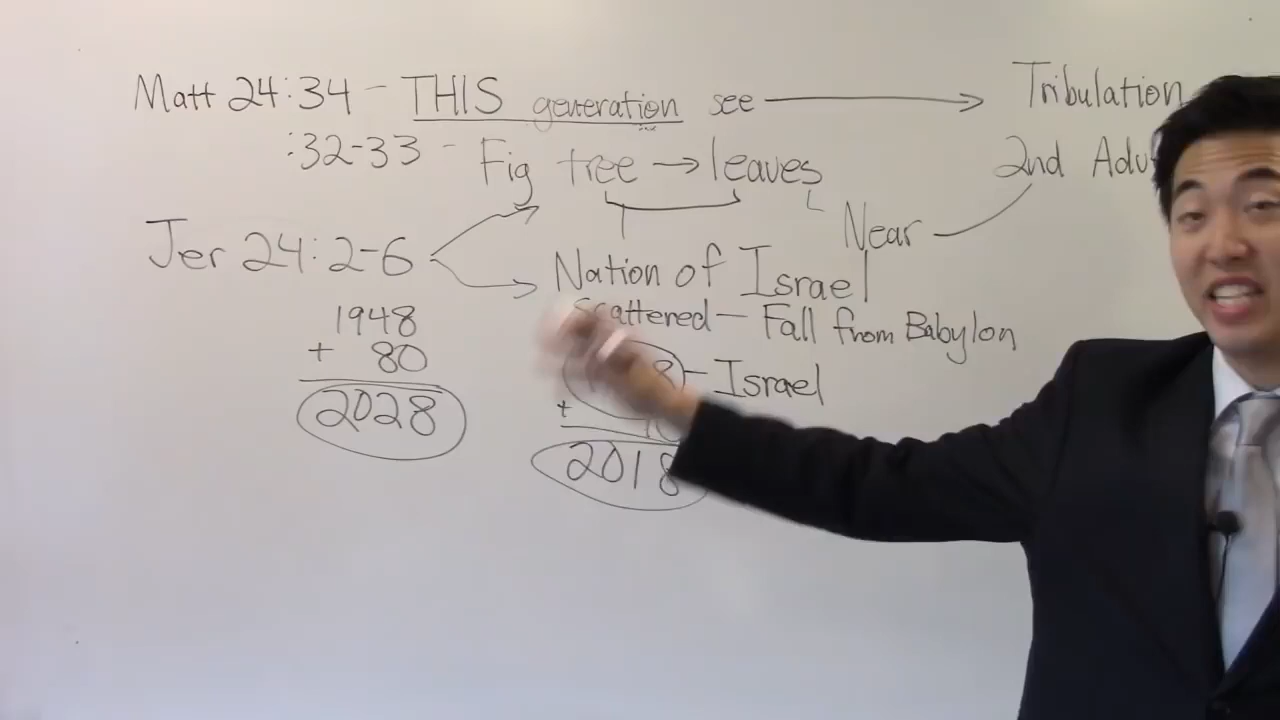 Matt 24:34 - THIS generation see → Tribulation
:32-33 - Fig tree → leaves 2nd
Near
Jer 24:2-6
Nation of Israel
scattered - Fall from Babylon
1948
+ 80
2028
- Israel
+
2018